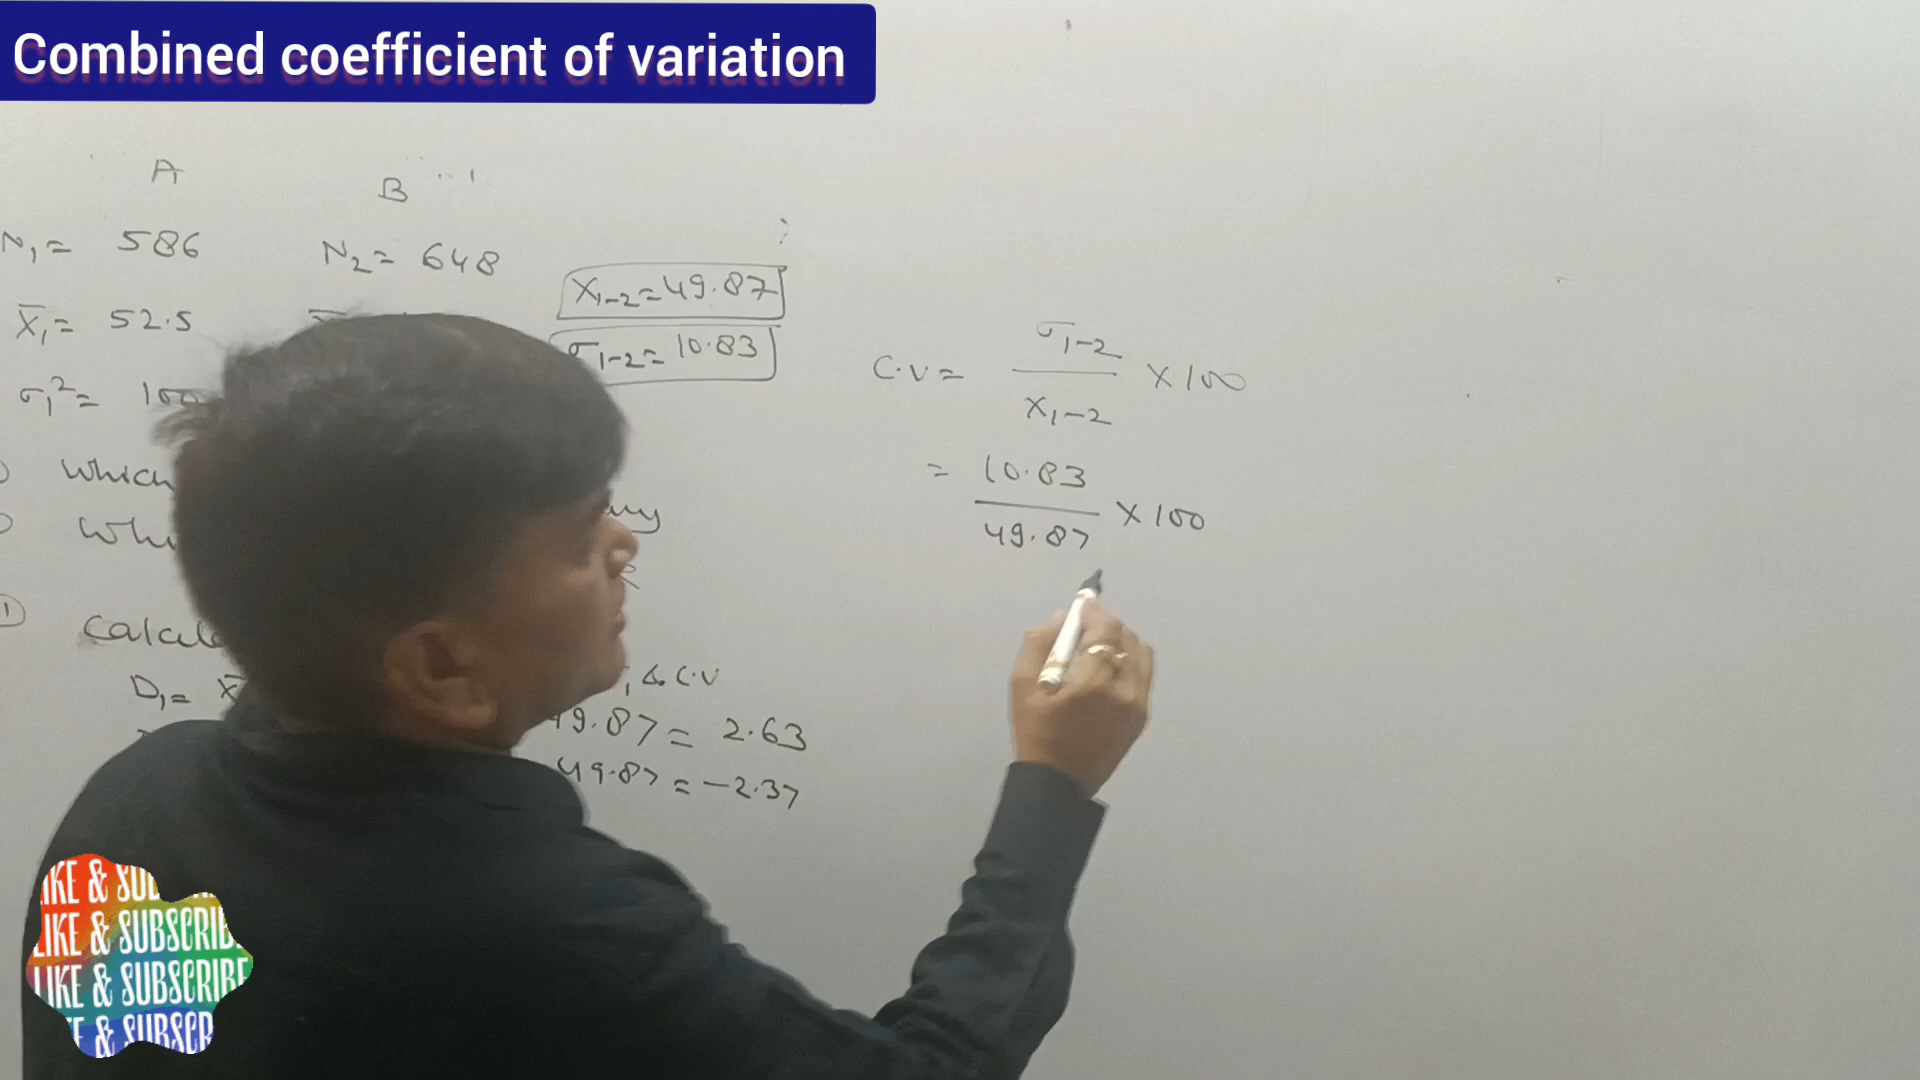 Combined coefficient of variation
A
B
N₁ = 586
N₂ = 648
X₁₋₂ = 49.87
X̄₁ = 52.5
σ₁₋₂ = 10.83
σ₁² = 100
C.V = σ₁₋₂ / X₁₋₂ × 100
= 10.83 / 49.87 × 100
which
①
D₁ = X̄
& C.V
49.87 = 2.63
49.87 = -2.37
LIKE & SUBSCRIBE
LIKE & SUBSCRIBE
LIKE & SUBSCRIBE